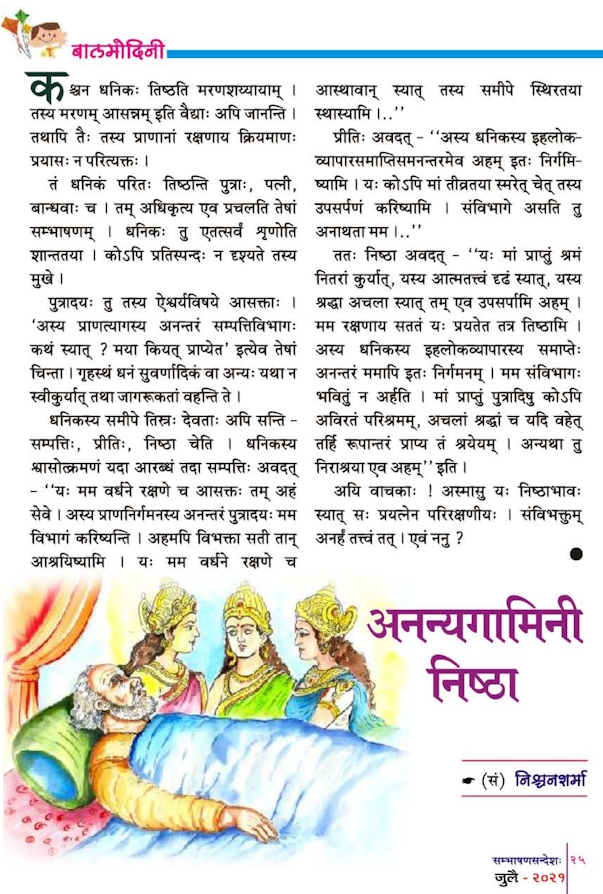 बालमोदिनी
कश्चन धनिकः तिष्ठति मरणशय्यायाम् ।
तस्य मरणम् आसन्नम् इति वैद्याः अपि जानन्ति ।
तथापि तैः तस्य प्राणानां रक्षणाय क्रियमाणः
प्रयासः न परित्यक्तः ।
तं धनिकं परितः तिष्ठन्ति पुत्राः, पत्नी,
बान्धवाः च । तम् अधिकृत्य एव प्रचलति तेषां
सम्भाषणम् । धनिकः तु एतत्सर्वं शृणोति
शान्ततया । कोऽपि प्रतिस्पन्दः न दृश्यते तस्य
मुखे ।
पुत्रादयः तु तस्य ऐश्वर्यविषये आसक्ताः ।
‘अस्य प्राणत्यागस्य अनन्तरं सम्पत्तिविभागः
कथं स्यात् ? मया कियत् प्राप्येत’ इत्येव तेषां
चिन्ता । गृहस्थं धनं सुवर्णादिकं वा अन्यः यथा न
स्वीकुर्यात् तथा जागरूकतां वहन्ति ते ।
धनिकस्य समीपे तिस्रः देवताः अपि सन्ति -
सम्पत्तिः, प्रीतिः, निष्ठा चेति । धनिकस्य
श्वासोत्क्रमणं यदा आरब्धं तदा सम्पत्तिः अवदत्
- ‘‘यः मम वर्धने रक्षणे च आसक्तः तम् अहं
सेवे । अस्य प्राणनिर्गमनस्य अनन्तरं पुत्रादयः मम
विभागं करिष्यन्ति । अहमपि विभक्ता सती तान्
आश्रयिष्यामि । यः मम वर्धने रक्षणे च
आस्थावान् स्यात् तस्य समीपे स्थिरतया
स्थास्यामि ।..’’
प्रीतिः अवदत् - ‘‘अस्य धनिकस्य इहलोक-
व्यापारसमाप्तिसमनन्तरमेव अहम् इतः निर्गमि-
ष्यामि । यः कोऽपि मां तीव्रतया स्मरेत् चेत् तस्य
उपसर्पणं करिष्यामि । संविभागे असति तु
अनाथता मम ।..’’
ततः निष्ठा अवदत् - ‘‘यः मां प्राप्तुं श्रमं
नितरां कुर्यात्, यस्य आत्मतत्त्वं दृढं स्यात्, यस्य
श्रद्धा अचला स्यात् तम् एव उपसर्पामि अहम् ।
मम रक्षणाय सततं यः प्रयतेत तत्र तिष्ठामि ।
अस्य धनिकस्य इहलोकव्यापारस्य समाप्तेः
अनन्तरं ममापि इतः निर्गमनम् । मम संविभागः
भवितुं न अर्हति । मां प्राप्तुं पुत्रादिषु कोऽपि
अविरतं परिश्रमम्, अचलां श्रद्धां च यदि वहेत्
तर्हि रूपान्तरं प्राप्य तं श्रयेयम् । अन्यथा तु
निराश्रया एव अहम्’’ इति ।
अयि वाचकाः ! अस्मासु यः निष्ठाभावः
स्यात् सः प्रयत्नेन परिरक्षणीयः । संविभक्तुम्
अनर्हं तत्त्वं तत् । एवं ननु ?
अनन्यगामिनी
निष्ठा
(सं) निश्चनशर्मा
सम्भाषणसन्देशः २५
जुलै - २०२१